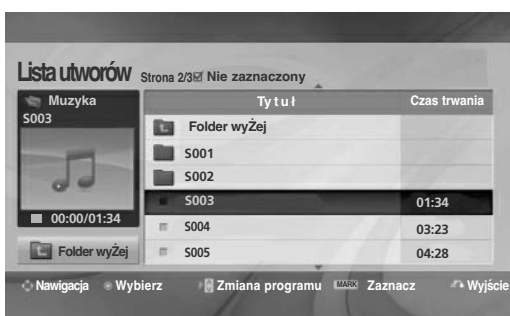 Lista utworów Strona 2/3 Nie zaznaczony
Muzyka
S003
00:00/01:34
Folder wyŻej
Tytuł Czas trwania
Folder wyŻej
S001
S002
S003 01:34
S004 03:23
S005 04:28
Nawigacja Wybierz Zmiana programu MARK Zaznacz Wyjście